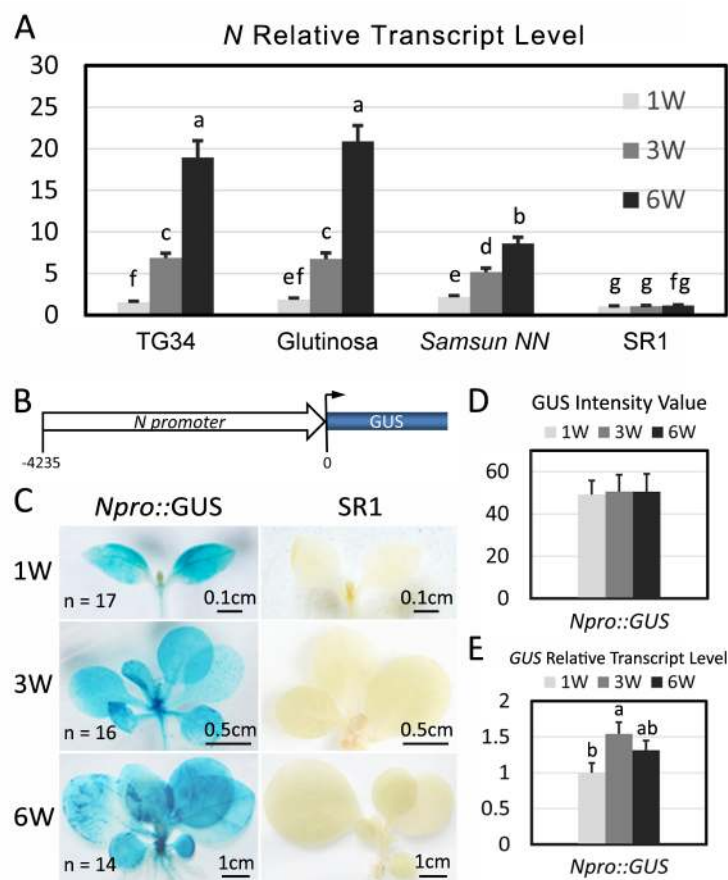 A
N Relative Transcript Level
30
25
20
15
10
5
0
1W
3W
6W
f
c
a
ef
c
a
e
d
b
g
g
fg
TG34 Glutinosa Samsun NN SR1
B
N promoter
GUS
-4235 0
C
Npro::GUS SR1
1W
n = 17
0.1cm
0.1cm
3W
n = 16
0.5cm
0.5cm
6W
n = 14
1cm
1cm
D
GUS Intensity Value
1W 3W 6W
60
40
20
0
Npro::GUS
E
GUS Relative Transcript Level
1W 3W 6W
2
1.5
1
0.5
0
b
a
ab
Npro::GUS